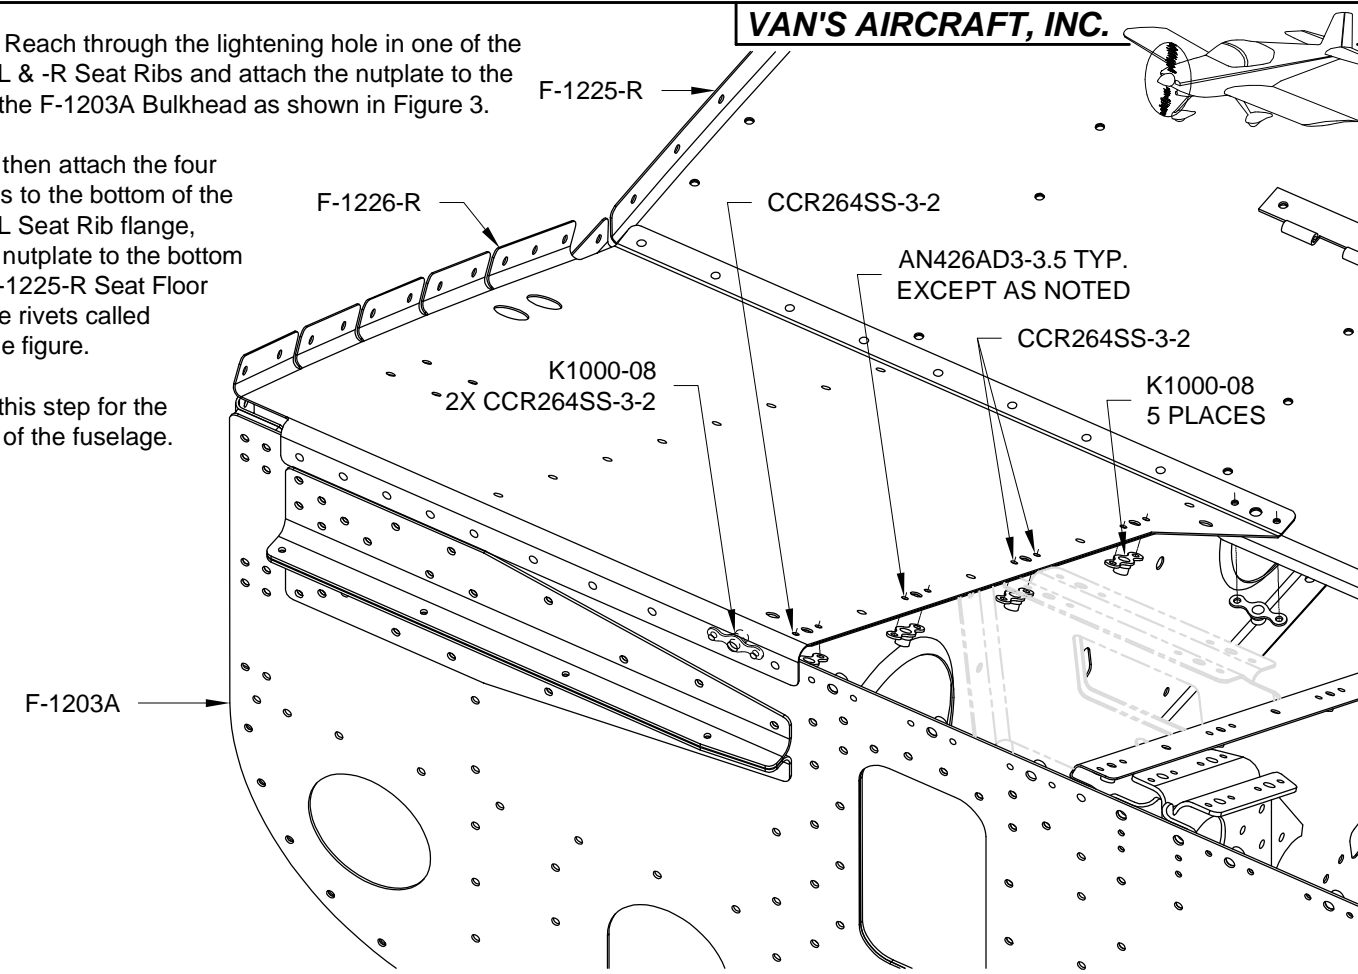 VAN'S AIRCRAFT, INC.
Reach through the lightening hole in one of the
L & -R Seat Ribs and attach the nutplate to the
the F-1203A Bulkhead as shown in Figure 3.
then attach the four
s to the bottom of the
L Seat Rib flange,
nutplate to the bottom
-1225-R Seat Floor
e rivets called
e figure.
this step for the
of the fuselage.
F-1225-R
F-1226-R
CCR264SS-3-2
AN426AD3-3.5 TYP.
EXCEPT AS NOTED
CCR264SS-3-2
K1000-08
2X CCR264SS-3-2
K1000-08
5 PLACES
F-1203A